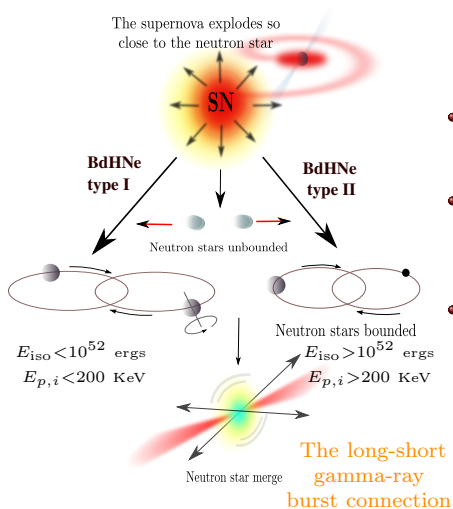 The supernova explodes so
close to the neutron star
SN
BdHNe
type I
BdHNe
type II
Neutron stars unbounded
Neutron stars bounded
E_iso<10^52 ergs
E_p,i<200 KeV
E_iso>10^52 ergs
E_p,i>200 KeV
Neutron star merge
The long-short
gamma-ray
burst connection